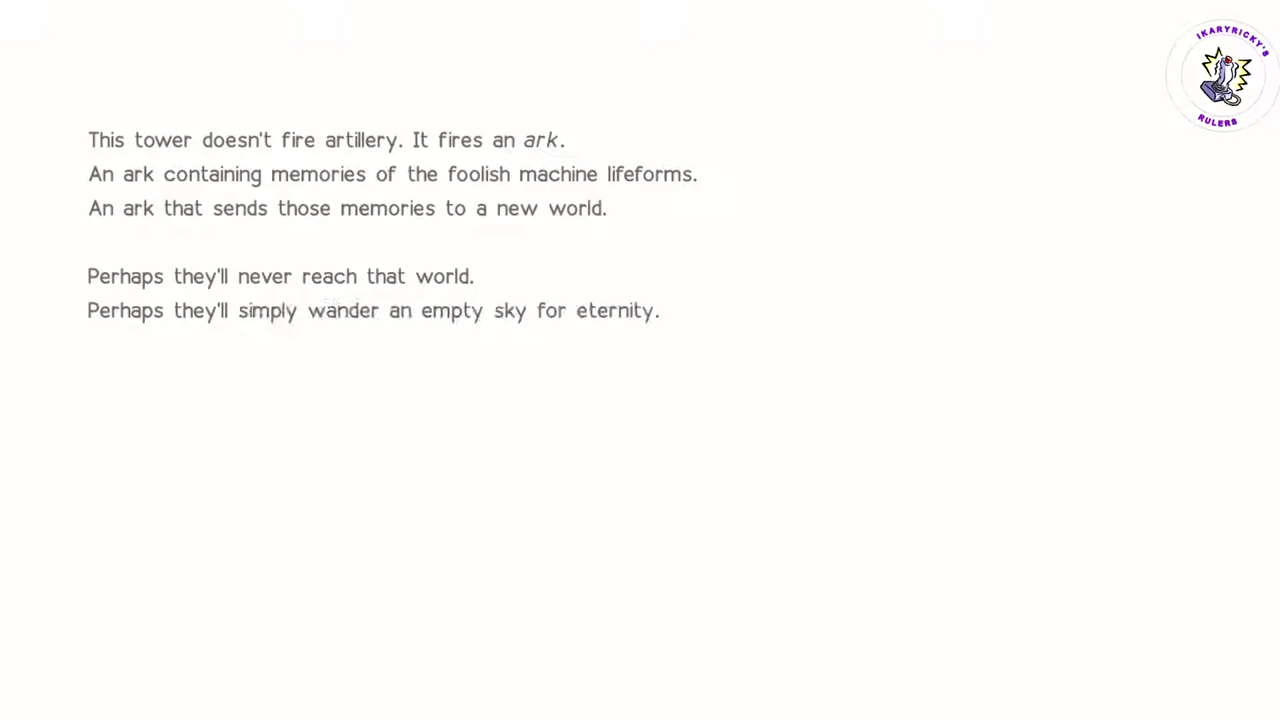 IKARYRICKY'S
RULERS
This tower doesn't fire artillery. It fires an ark.
An ark containing memories of the foolish machine lifeforms.
An ark that sends those memories to a new world.
Perhaps they'll never reach that world.
Perhaps they'll simply wander an empty sky for eternity.